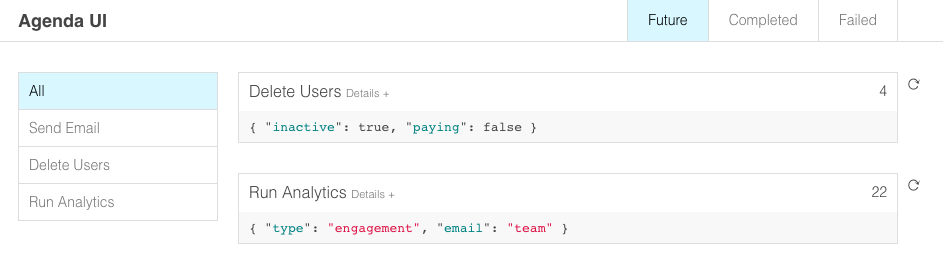 Agenda UI
Future Completed Failed
All
Send Email
Delete Users
Run Analytics
Delete Users Details + 4
{ "inactive": true, "paying": false }
Run Analytics Details + 22
{ "type": "engagement", "email": "team" }